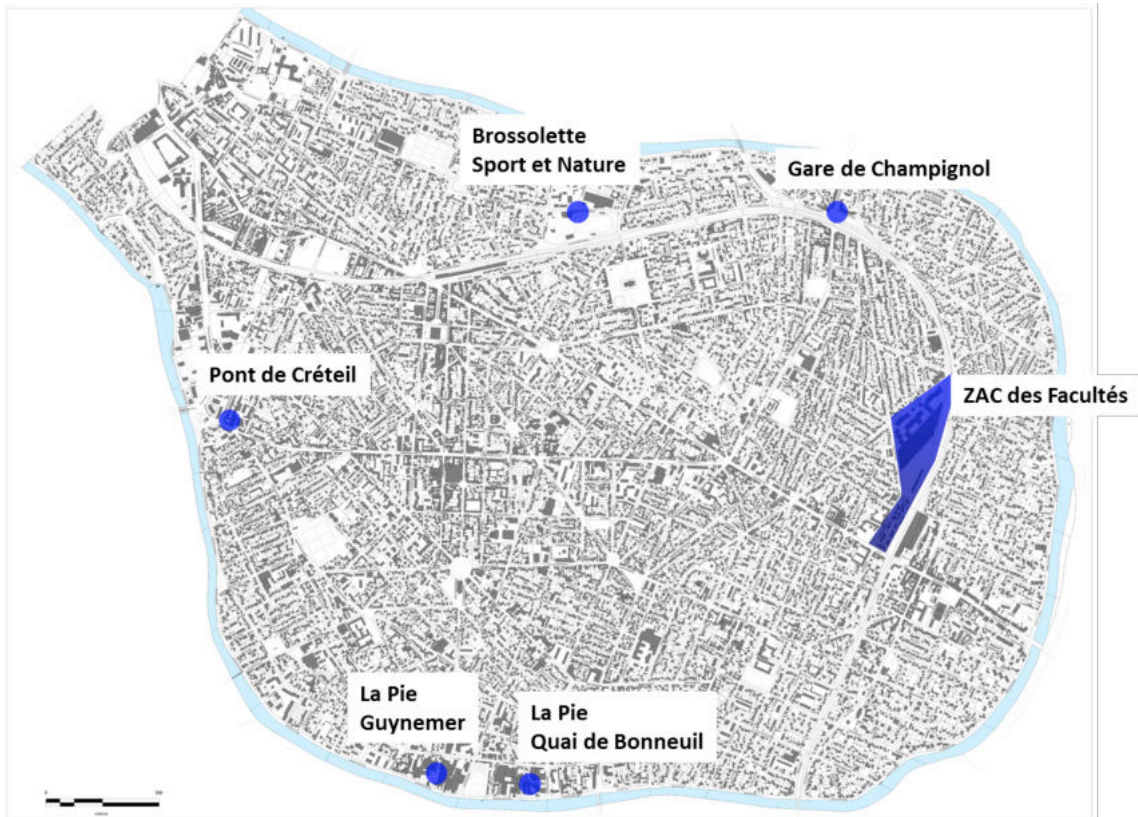 Brossolette
Sport et Nature
Gare de Champignol
Pont de Créteil
ZAC des Facultés
La Pie
Guynemer
La Pie
Quai de Bonneuil